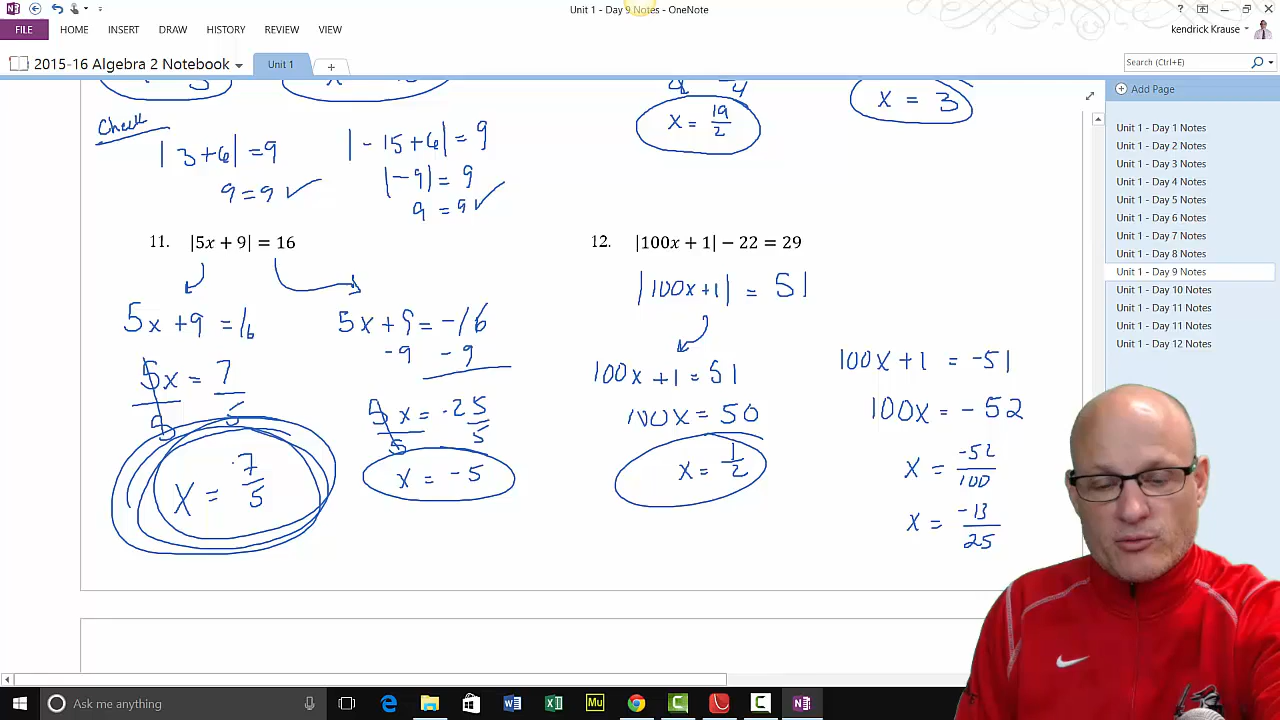 Unit 1 - Day 9 Notes - OneNote
?
FILE HOME INSERT DRAW HISTORY REVIEW VIEW
kendrick Krause
2015-16 Algebra 2 Notebook
Unit 1
+
Search (Ctrl+E)
Add Page
Unit 1 - Day 1 Notes
Unit 1 - Day 2 Notes
Unit 1 - Day 3 Notes
Unit 1 - Day 4 Notes
Unit 1 - Day 5 Notes
Unit 1 - Day 6 Notes
Unit 1 - Day 7 Notes
Unit 1 - Day 8 Notes
Unit 1 - Day 9 Notes
Unit 1 - Day 10 Notes
Unit 1 - Day 11 Notes
Unit 1 - Day 11 Notes
Unit 1 - Day 12 Notes
x = 19/2
x = 3
Check
|3+6| = 9
9 = 9 ✓
|-15+6| = 9
|-9| = 9
9 = 9 ✓
11. |5x + 9| = 16
5x + 9 = 16
5x = 7
5 5
x = 7/5
5x + 9 = -16
-9 -9
5x = -25
5 5
x = -5
12. |100x + 1| − 22 = 29
|100x+1| = 51
100x + 1 = 51
100x = 50
x = 1/2
100x + 1 = -51
100x = -52
x = -52/100
x = -13/25
Ask me anything